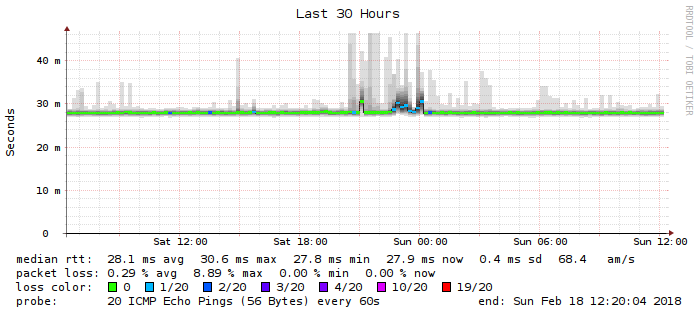 Last 30 Hours
RRDTOOL / TOBI OETIKER
Seconds
40 m
30 m
20 m
10 m
0
Sat 12:00 Sat 18:00 Sun 00:00 Sun 06:00 Sun 12:00
median rtt: 28.1 ms avg 30.6 ms max 27.8 ms min 27.9 ms now 0.4 ms sd 68.4 am/s
packet loss: 0.29 % avg 8.89 % max 0.00 % min 0.00 % now
loss color: 0 1/20 2/20 3/20 4/20 10/20 19/20
probe: 20 ICMP Echo Pings (56 Bytes) every 60s end: Sun Feb 18 12:20:04 2018